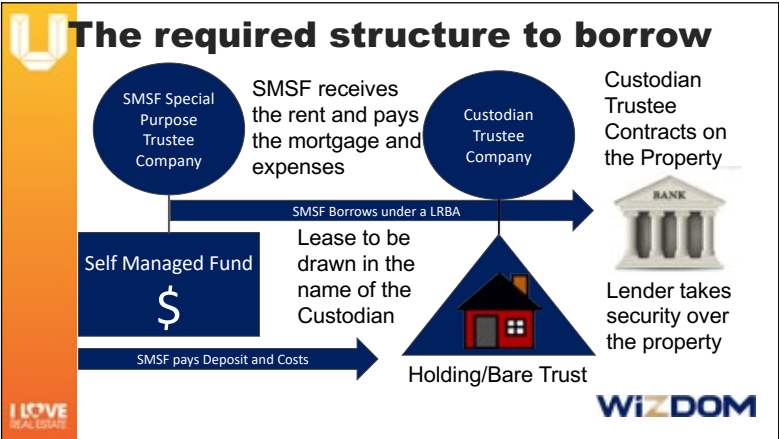 The required structure to borrow
SMSF Special
Purpose
Trustee
Company
SMSF receives
the rent and pays
the mortgage and
expenses
Custodian
Trustee
Company
Custodian
Trustee
Contracts on
the Property
BANK
SMSF Borrows under a LRBA
Self Managed Fund
$
Lease to be
drawn in the
name of the
Custodian
Lender takes
security over
the property
SMSF pays Deposit and Costs
Holding/Bare Trust
I LOVE
REAL ESTATE
WiZDOM